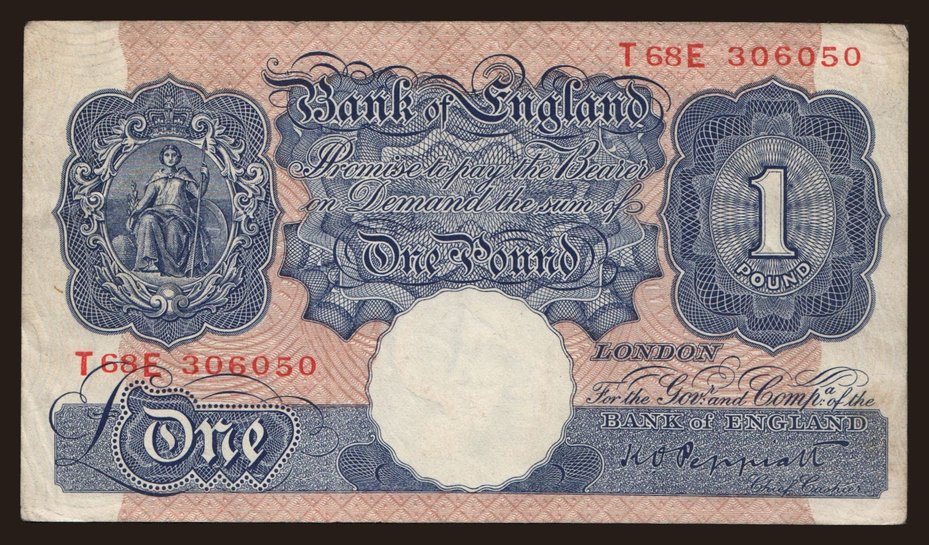 T68E 306050
Bank of England
Promise to pay the Bearer
on Demand the sum of
One Pound
1
POUND
T68E 306050
£One
LONDON
For the Govr. and Compa. of the
BANK of ENGLAND
K O Peppiatt
Chief Cashier